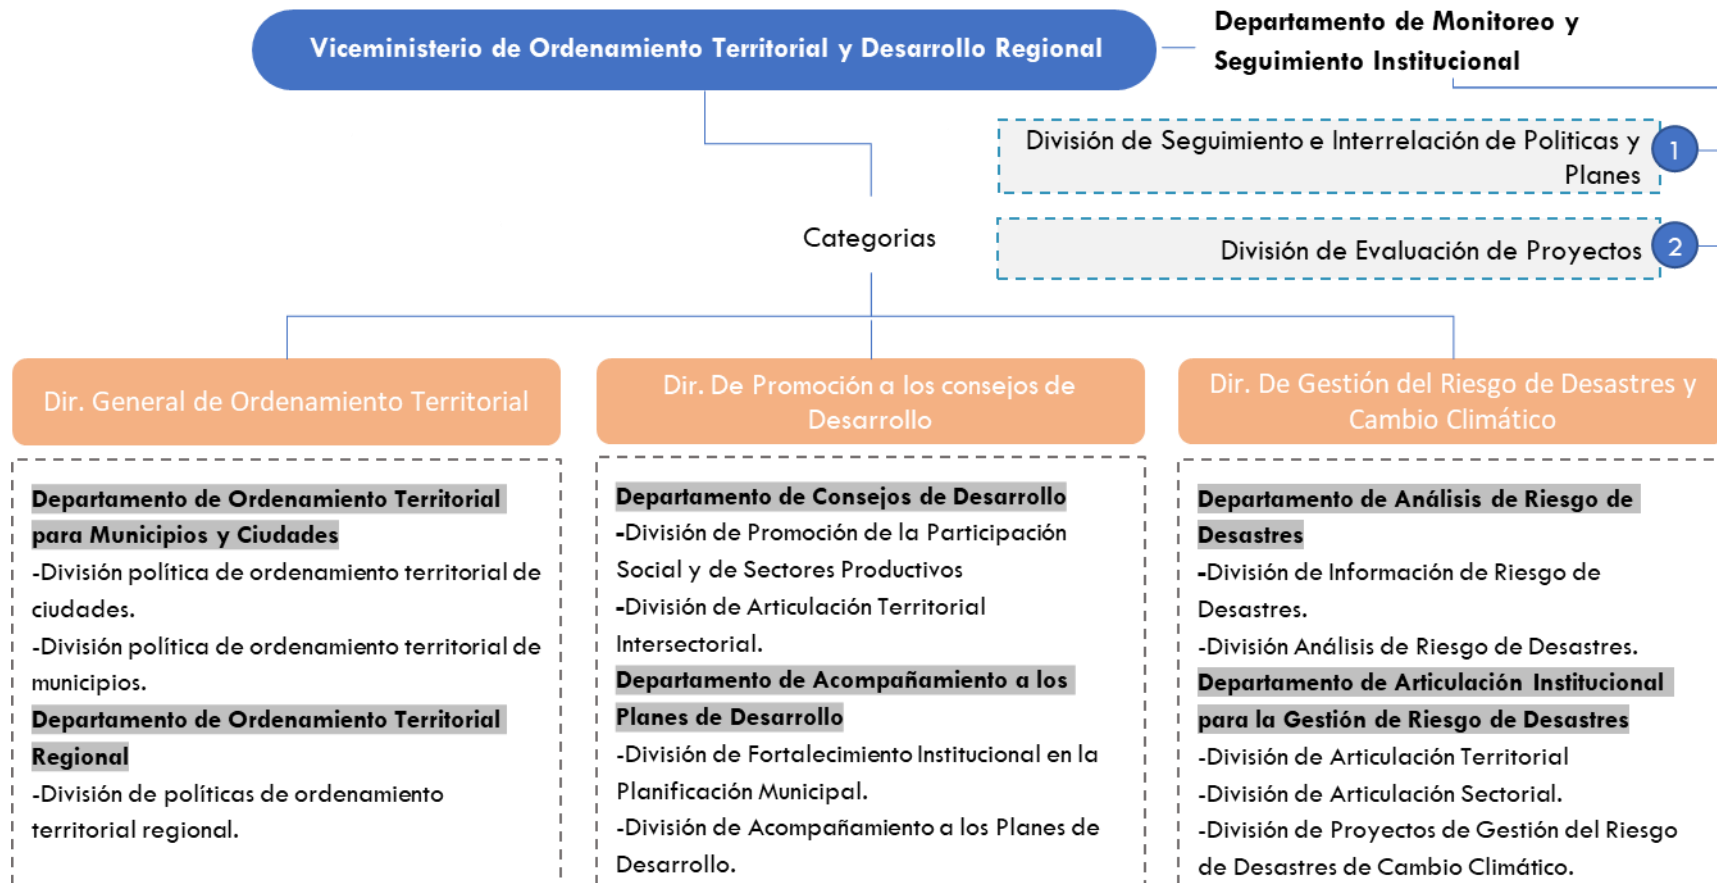 Viceministerio de Ordenamiento Territorial y Desarrollo Regional
Departamento de Monitoreo y
Seguimiento Institucional
División de Seguimiento e Interrelación de Politicas y
Planes
1
División de Evaluación de Proyectos
2
Categorias
Dir. General de Ordenamiento Territorial
Departamento de Ordenamiento Territorial
para Municipios y Ciudades
-División política de ordenamiento territorial de
ciudades.
-División política de ordenamiento territorial de
municipios.
Departamento de Ordenamiento Territorial
Regional
-División de políticas de ordenamiento
territorial regional.
Dir. De Promoción a los consejos de
Desarrollo
Departamento de Consejos de Desarrollo
-División de Promoción de la Participación
Social y de Sectores Productivos
-División de Articulación Territorial
Intersectorial.
Departamento de Acompañamiento a los
Planes de Desarrollo
-División de Fortalecimiento Institucional en la
Planificación Municipal.
-División de Acompañamiento a los Planes de
Desarrollo.
Dir. De Gestión del Riesgo de Desastres y
Cambio Climático
Departamento de Análisis de Riesgo de
Desastres
-División de Información de Riesgo de
Desastres.
-División Análisis de Riesgo de Desastres.
Departamento de Articulación Institucional
para la Gestión de Riesgo de Desastres
-División de Articulación Territorial
-División de Articulación Sectorial.
-División de Proyectos de Gestión del Riesgo
de Desastres de Cambio Climático.